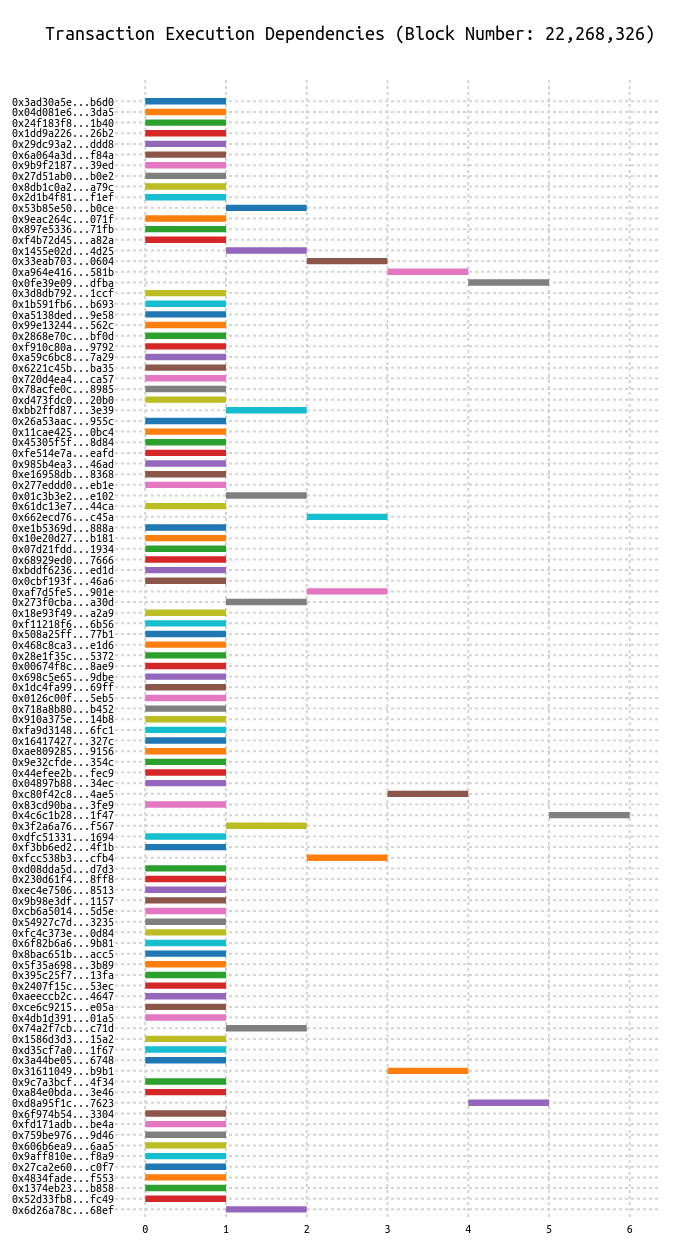 Transaction Execution Dependencies (Block Number: 22,268,326)
0x3ad30a5e...b6d0
0x04d081e6...3da5
0x24f183f8...1b40
0x1dd9a226...26b2
0x29dc93a2...ddd8
0x6a064a3d...f84a
0x9b9f2187...39ed
0x27d51ab0...b0e2
0x8db1c0a2...a79c
0x2d1b4f81...f1ef
0x53b85e50...b0ce
0x9eac264c...071f
0x897e5336...71fb
0xf4b72d45...a82a
0x1455e02d...4d25
0x33eab703...0604
0xa964e416...581b
0x0fe39e09...dfba
0x3d8db792...1ccf
0x1b591fb6...b693
0xa5138ded...9e58
0x99e13244...562c
0x2868e70c...bf0d
0xf910c80a...9792
0xa59c6bc8...7a29
0x6221c45b...ba35
0x720d4ea4...ca57
0x78acfe0c...8985
0xd473fdc0...20b0
0xbb2ffd87...3e39
0x26a53aac...955c
0x11cae425...0bc4
0x45305f5f...8d84
0xfe514e7a...eafd
0x985b4ea3...46ad
0xe16958db...8368
0x277eddd0...eb1e
0x01c3b3e2...e102
0x61dc13e7...44ca
0x662ecd76...c45a
0xe1b5369d...888a
0x10e20d27...b181
0x07d21fdd...1934
0x68929ed0...7666
0xbddf6236...ed1d
0x0cbf193f...46a6
0xaf7d5fe5...901e
0x273f0cba...a30d
0x18e93f49...a2a9
0xf11218f6...6b56
0x508a25ff...77b1
0x468c8ca3...e1d6
0x28e1f35c...5372
0x00674f8c...8ae9
0x698c5e65...9dbe
0x1dc4fa99...69ff
0x0126c00f...5eb5
0x718a8b80...b452
0x910a375e...14b8
0xfa9d3148...6fc1
0x16417427...327c
0xae809285...9156
0x9e32cfde...354c
0x44efee2b...fec9
0x04897b88...34ec
0xc80f42c8...4ae5
0x83cd90ba...3fe9
0x4c6c1b28...1f47
0x3f2a6a76...f567
0xdfc51331...1694
0xf3bb6ed2...4f1b
0xfcc538b3...cfb4
0xd08dda5d...d7d3
0x230d61f4...8ff8
0xec4e7506...8513
0x9b98e3df...1157
0xcb6a5014...5d5e
0x54927c7d...3235
0xfc4c373e...0d84
0x6f82b6a6...9b81
0x8bac651b...acc5
0x5f35a698...3b89
0x395c25f7...13fa
0x2407f15c...53ec
0xaeeccb2c...4647
0xce6c9215...e05a
0x4db1d391...01a5
0x74a2f7cb...c71d
0x1586d3d3...15a2
0xd35cf7a0...1f67
0x3a44be05...6748
0x31611049...b9b1
0x9c7a3bcf...4f34
0xa84e0bda...3e46
0xd8a95f1c...7623
0x6f974b54...3304
0xfd171adb...be4a
0x759be976...9d46
0x606b6ea9...6aa5
0x9aff810e...f8a9
0x27ca2e60...c0f7
0x4834fade...f553
0x1374eb23...b858
0x52d33fb8...fc49
0x6d26a78c...68ef
0 1 2 3 4 5 6